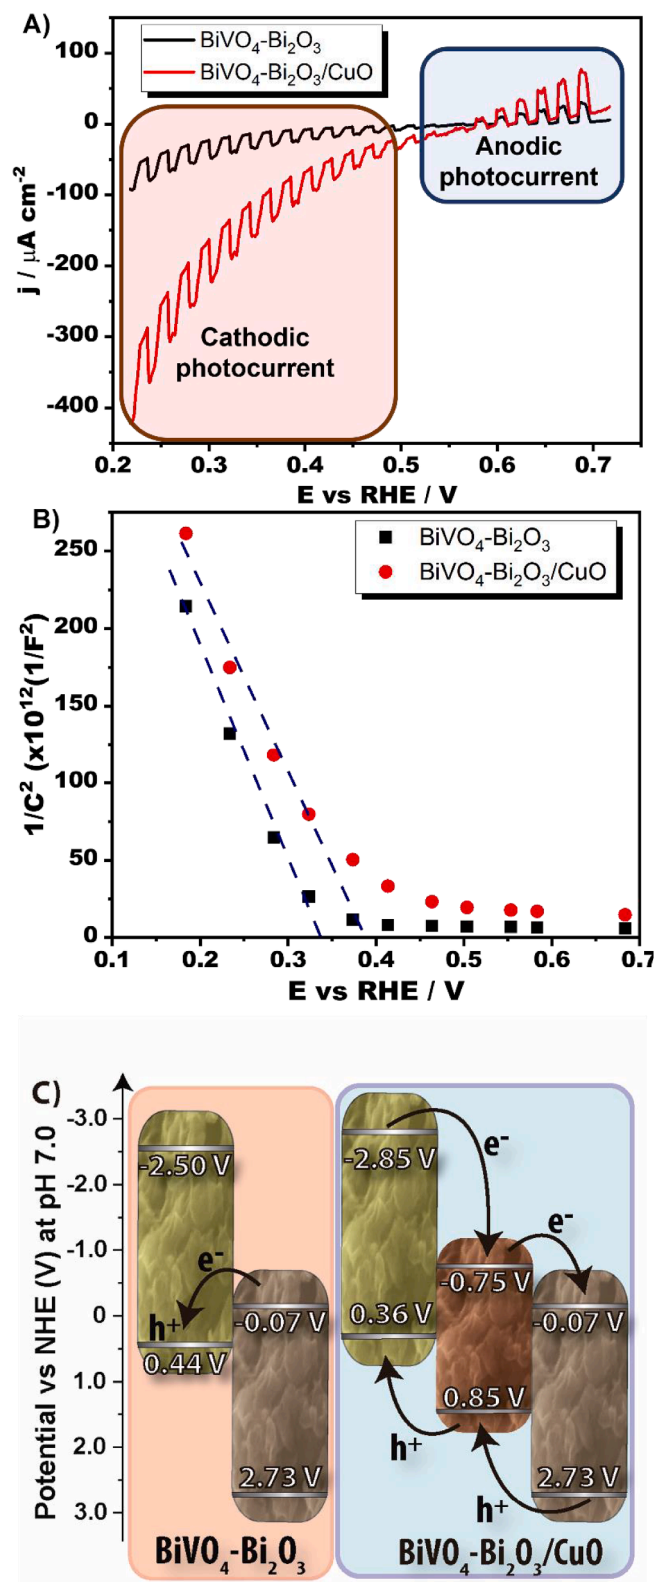 A)
BiVO4-Bi2O3
BiVO4-Bi2O3/CuO
100
0
-100
-200
-300
-400
j / μA cm-2
Anodic
photocurrent
Cathodic
photocurrent
0.2 0.3 0.4 0.5 0.6 0.7
E vs RHE / V
B)
BiVO4-Bi2O3
BiVO4-Bi2O3/CuO
250
200
150
100
50
0
1/C2 (x1012(1/F2)
0.1 0.2 0.3 0.4 0.5 0.6 0.7
E vs RHE / V
C)
Potential vs NHE (V) at pH 7.0
-3.0
-2.0
-1.0
0
1.0
2.0
3.0
-2.50 V
e-
h+
-0.07 V
0.44 V
2.73 V
BiVO4-Bi2O3
-2.85 V
e-
e-
-0.75 V
0.36 V
-0.07 V
0.85 V
h+
h+
2.73 V
BiVO4-Bi2O3/CuO